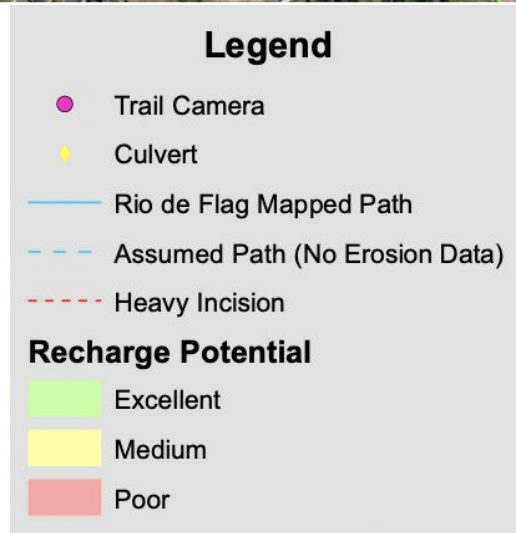 Legend
Trail Camera
Culvert
Rio de Flag Mapped Path
Assumed Path (No Erosion Data)
Heavy Incision
Recharge Potential
Excellent
Medium
Poor